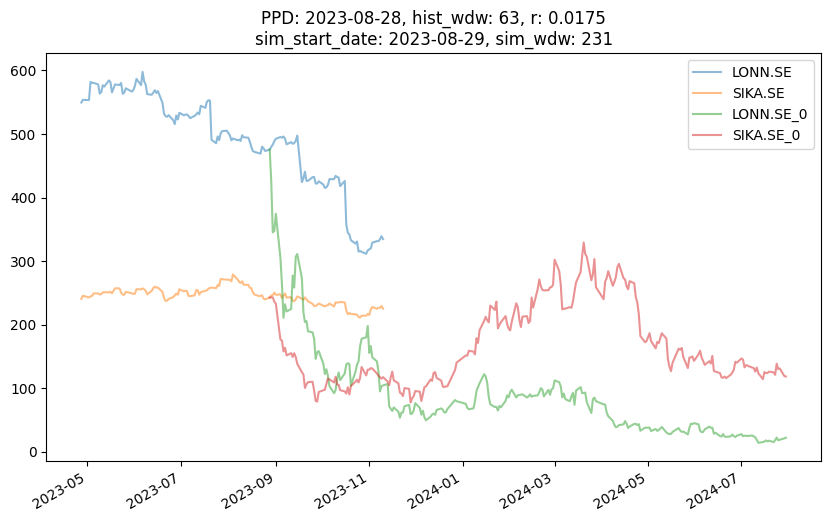 PPD: 2023-08-28, hist_wdw: 63, r: 0.0175
sim_start_date: 2023-08-29, sim_wdw: 231
LONN.SE
SIKA.SE
LONN.SE_0
SIKA.SE_0
600
500
400
300
200
100
0
2023-05
2023-07
2023-09
2023-11
2024-01
2024-03
2024-05
2024-07